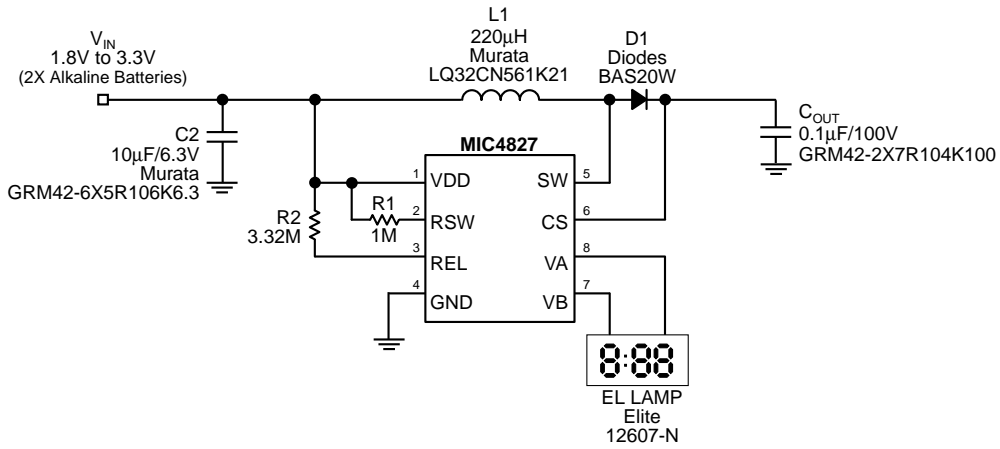 V_IN
1.8V to 3.3V
(2X Alkaline Batteries)
L1
220µH
Murata
LQ32CN561K21
D1
Diodes
BAS20W
C_OUT
0.1µF/100V
GRM42-2X7R104K100
C2
10µF/6.3V
Murata
GRM42-6X5R106K6.3
MIC4827
1
VDD
SW
5
R1
1M
2
RSW
CS
6
R2
3.32M
3
REL
VA
8
4
GND
VB
7
8:88
EL LAMP
Elite
12607-N